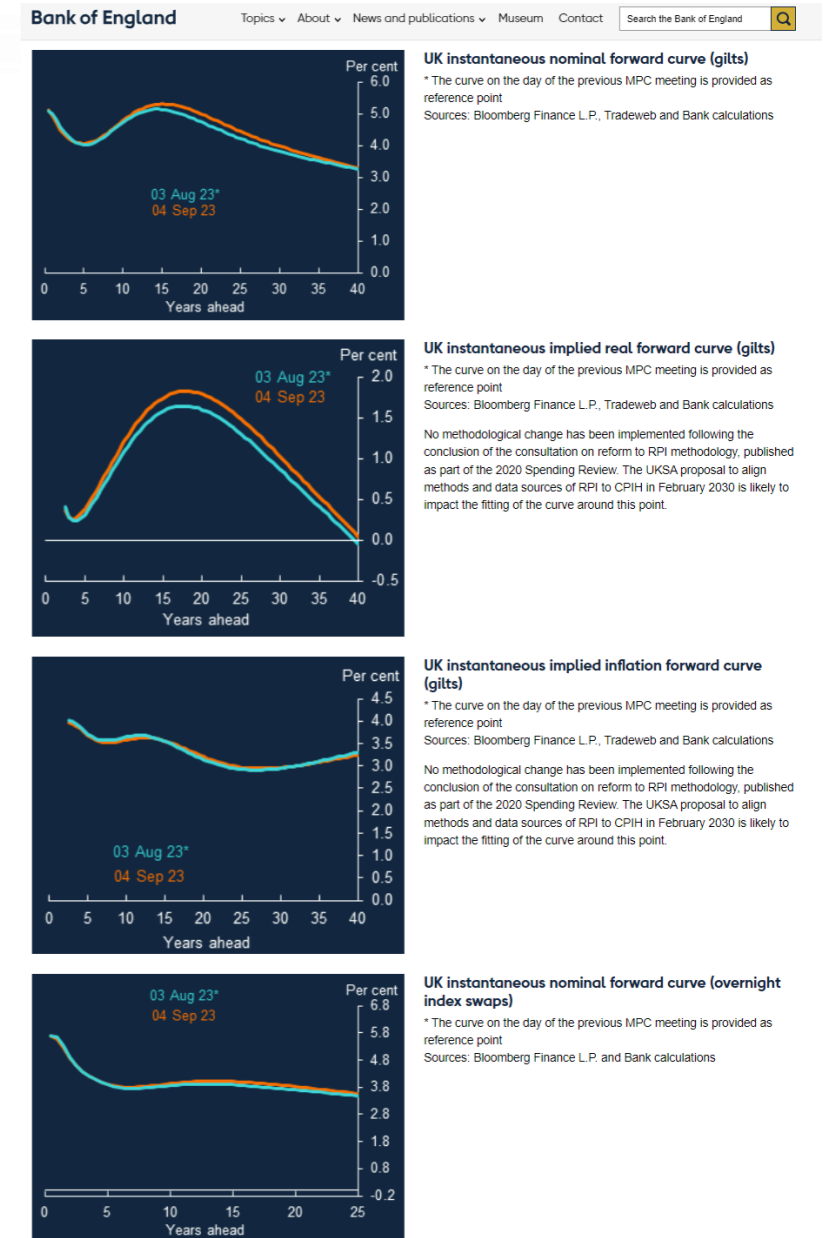 Bank of England
Topics About News and publications Museum Contact Search the Bank of England
Per cent
6.0
5.0
4.0
3.0
2.0
1.0
0.0
03 Aug 23*
04 Sep 23
0 5 10 15 20 25 30 35 40
Years ahead
UK instantaneous nominal forward curve (gilts)
* The curve on the day of the previous MPC meeting is provided as
reference point
Sources: Bloomberg Finance L.P., Tradeweb and Bank calculations
Per cent
03 Aug 23*
04 Sep 23
2.0
1.5
1.0
0.5
0.0
-0.5
0 5 10 15 20 25 30 35 40
Years ahead
UK instantaneous implied real forward curve (gilts)
* The curve on the day of the previous MPC meeting is provided as
reference point
Sources: Bloomberg Finance L.P., Tradeweb and Bank calculations
No methodological change has been implemented following the
conclusion of the consultation on reform to RPI methodology, published
as part of the 2020 Spending Review. The UKSA proposal to align
methods and data sources of RPI to CPIH in February 2030 is likely to
impact the fitting of the curve around this point.
Per cent
4.5
4.0
3.5
3.0
2.5
2.0
1.5
1.0
0.5
0.0
03 Aug 23*
04 Sep 23
0 5 10 15 20 25 30 35 40
Years ahead
UK instantaneous implied inflation forward curve
(gilts)
* The curve on the day of the previous MPC meeting is provided as
reference point
Sources: Bloomberg Finance L.P., Tradeweb and Bank calculations
No methodological change has been implemented following the
conclusion of the consultation on reform to RPI methodology, published
as part of the 2020 Spending Review. The UKSA proposal to align
methods and data sources of RPI to CPIH in February 2030 is likely to
impact the fitting of the curve around this point.
03 Aug 23*
04 Sep 23
Per cent
6.8
5.8
4.8
3.8
2.8
1.8
0.8
-0.2
0 5 10 15 20 25
Years ahead
UK instantaneous nominal forward curve (overnight
index swaps)
* The curve on the day of the previous MPC meeting is provided as
reference point
Sources: Bloomberg Finance L.P. and Bank calculations